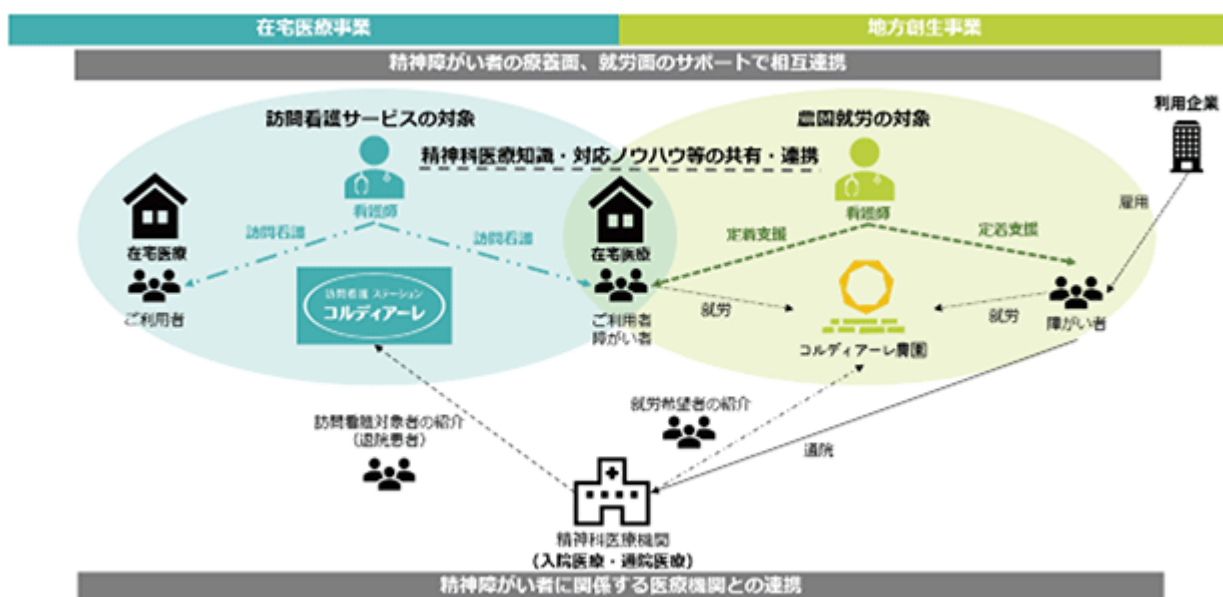 在宅医療事業
地方創生事業
精神障がい者の療養面、就労面のサポートで相互連携
訪問看護サービスの対象
農園就労の対象
利用企業
精神科医療知識・対応ノウハウ等の共有・連携
看護師
看護師
雇用
訪問看護
訪問看護
定着支援
定着支援
在宅医療
在宅医療
訪問看護 ステーション
コルディアーレ
ご利用者
ご利用者
障がい者
就労
就労
障がい者
コルディアーレ農園
訪問看護対象者の紹介
(退院患者)
就労希望者の紹介
通院
精神科医療機関
(入院医療・通院医療)
精神障がい者に関係する医療機関との連携